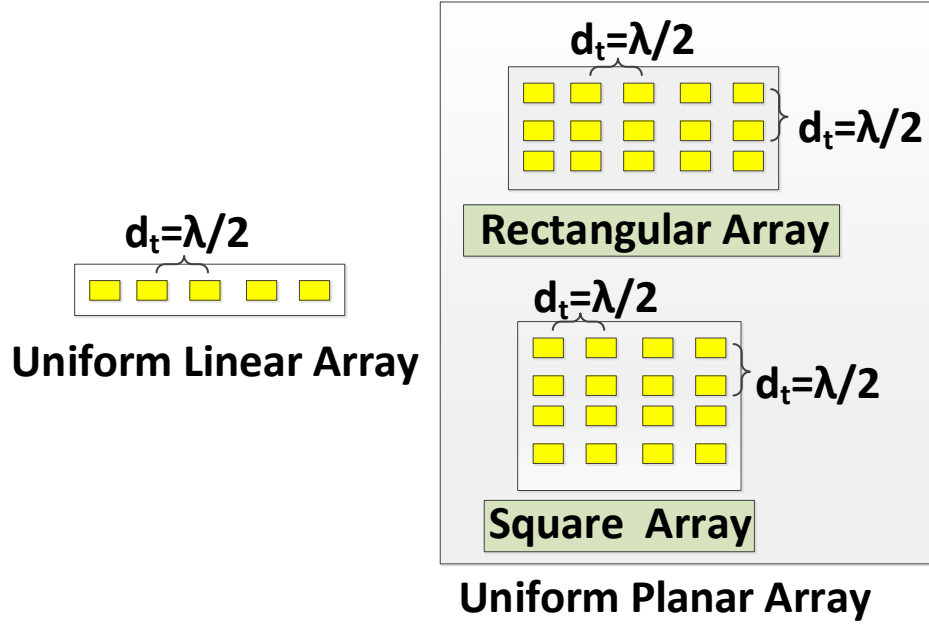 dₜ=λ/2
Uniform Linear Array
dₜ=λ/2
dₜ=λ/2
Rectangular Array
dₜ=λ/2
dₜ=λ/2
Square Array
Uniform Planar Array